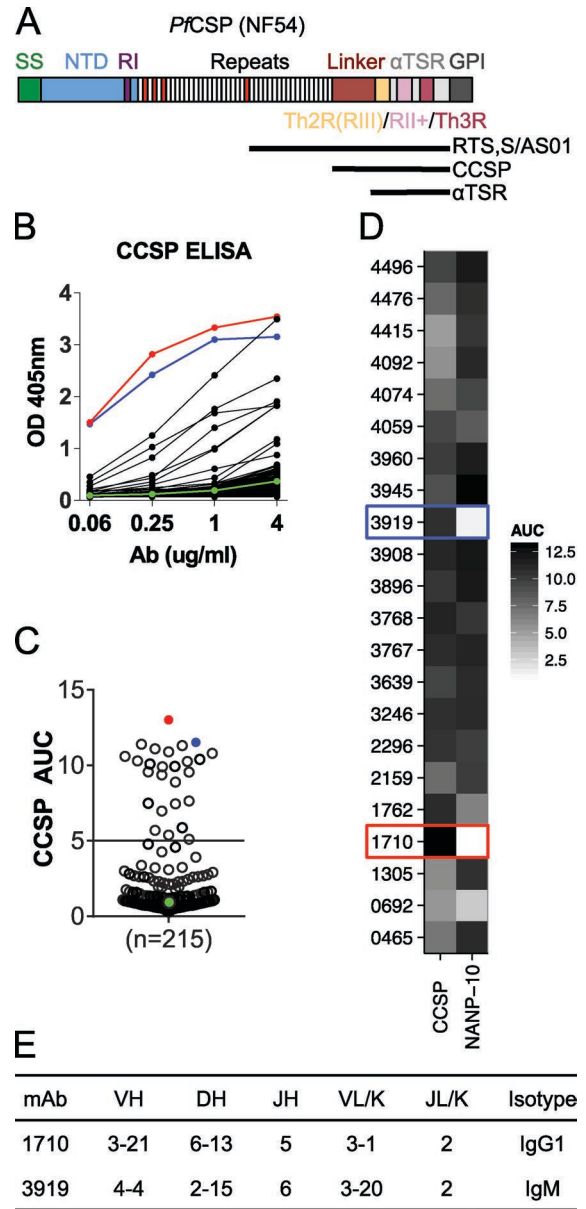 A
PfCSP (NF54)
SS NTD RI Repeats Linker αTSR GPI
Th2R(RIII)/RII+/Th3R
RTS,S/AS01
CCSP
αTSR
B
CCSP ELISA
OD 405nm
4
3
2
1
0
0.06 0.25 1 4
Ab (ug/ml)
C
CCSP AUC
15
10
5
0
(n=215)
D
4496
4476
4415
4092
4074
4059
3960
3945
3919
3908
3896
3768
3767
3639
3246
2296
2159
1762
1710
1305
0692
0465
CCSP
NANP-10
AUC
12.5
10.0
7.5
5.0
2.5
E
mAb VH DH JH VL/K JL/K Isotype
1710 3-21 6-13 5 3-1 2 IgG1
3919 4-4 2-15 6 3-20 2 IgM